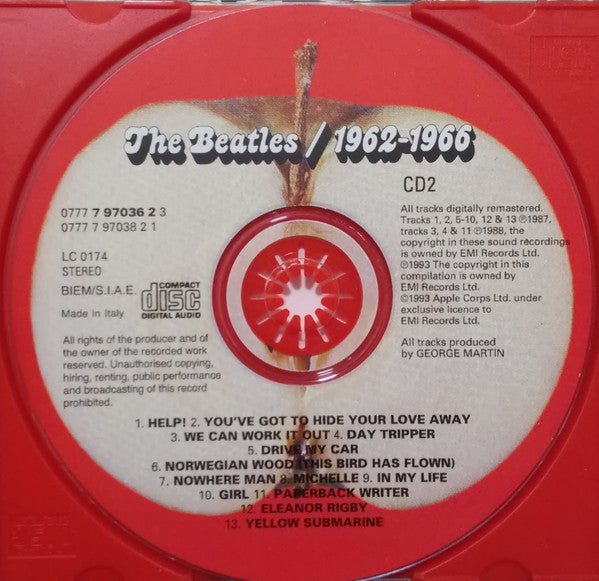 The Beatles / 1962-1966
CD2
0777 7 97036 2 3
0777 7 97038 2 1
LC 0174
STEREO
BIEM/S.I.A.E.
COMPACT
disc
DIGITAL AUDIO
Made in Italy
All rights of the producer and of
the owner of the recorded work
reserved. Unauthorised copying,
hiring, renting, public performance
and broadcasting of this record
prohibited.
All tracks digitally remastered.
Tracks 1, 2, 5-10, 12 & 13 ℗1987,
tracks 3, 4 & 11 ℗1988, the
copyright in these sound recordings
is owned by EMI Records Ltd.
℗1993 The copyright in this
compilation is owned by
EMI Records Ltd.
©1993 Apple Corps Ltd. under
exclusive licence to
EMI Records Ltd.
All tracks produced
by GEORGE MARTIN
1. HELP! 2. YOU'VE GOT TO HIDE YOUR LOVE AWAY
3. WE CAN WORK IT OUT 4. DAY TRIPPER
5. DRIVE MY CAR
6. NORWEGIAN WOOD (THIS BIRD HAS FLOWN)
7. NOWHERE MAN 8. MICHELLE 9. IN MY LIFE
10. GIRL 11. PAPERBACK WRITER
12. ELEANOR RIGBY
13. YELLOW SUBMARINE